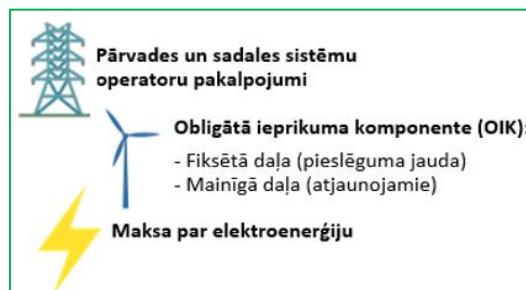 Pārvades un sadales sistēmu
operatoru pakalpojumi
Obligātā ieprikuma komponente (OIK):
- Fiksētā daļa (pieslēguma jauda)
- Mainīgā daļa (atjaunojamie)
Maksa par elektroenerģiju